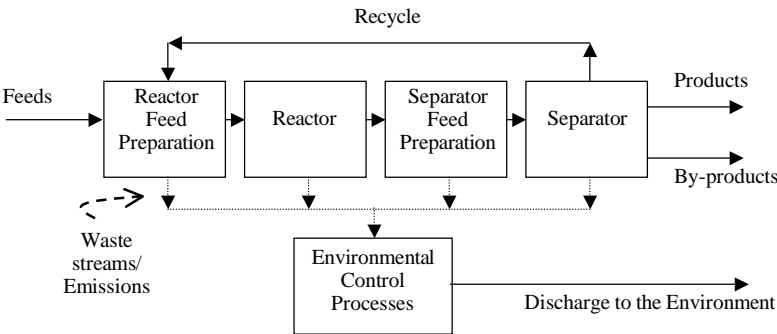 Recycle
Feeds
Reactor
Feed
Preparation
Reactor
Separator
Feed
Preparation
Separator
Products
By-products
Waste
streams/
Emissions
Environmental
Control
Processes
Discharge to the Environment